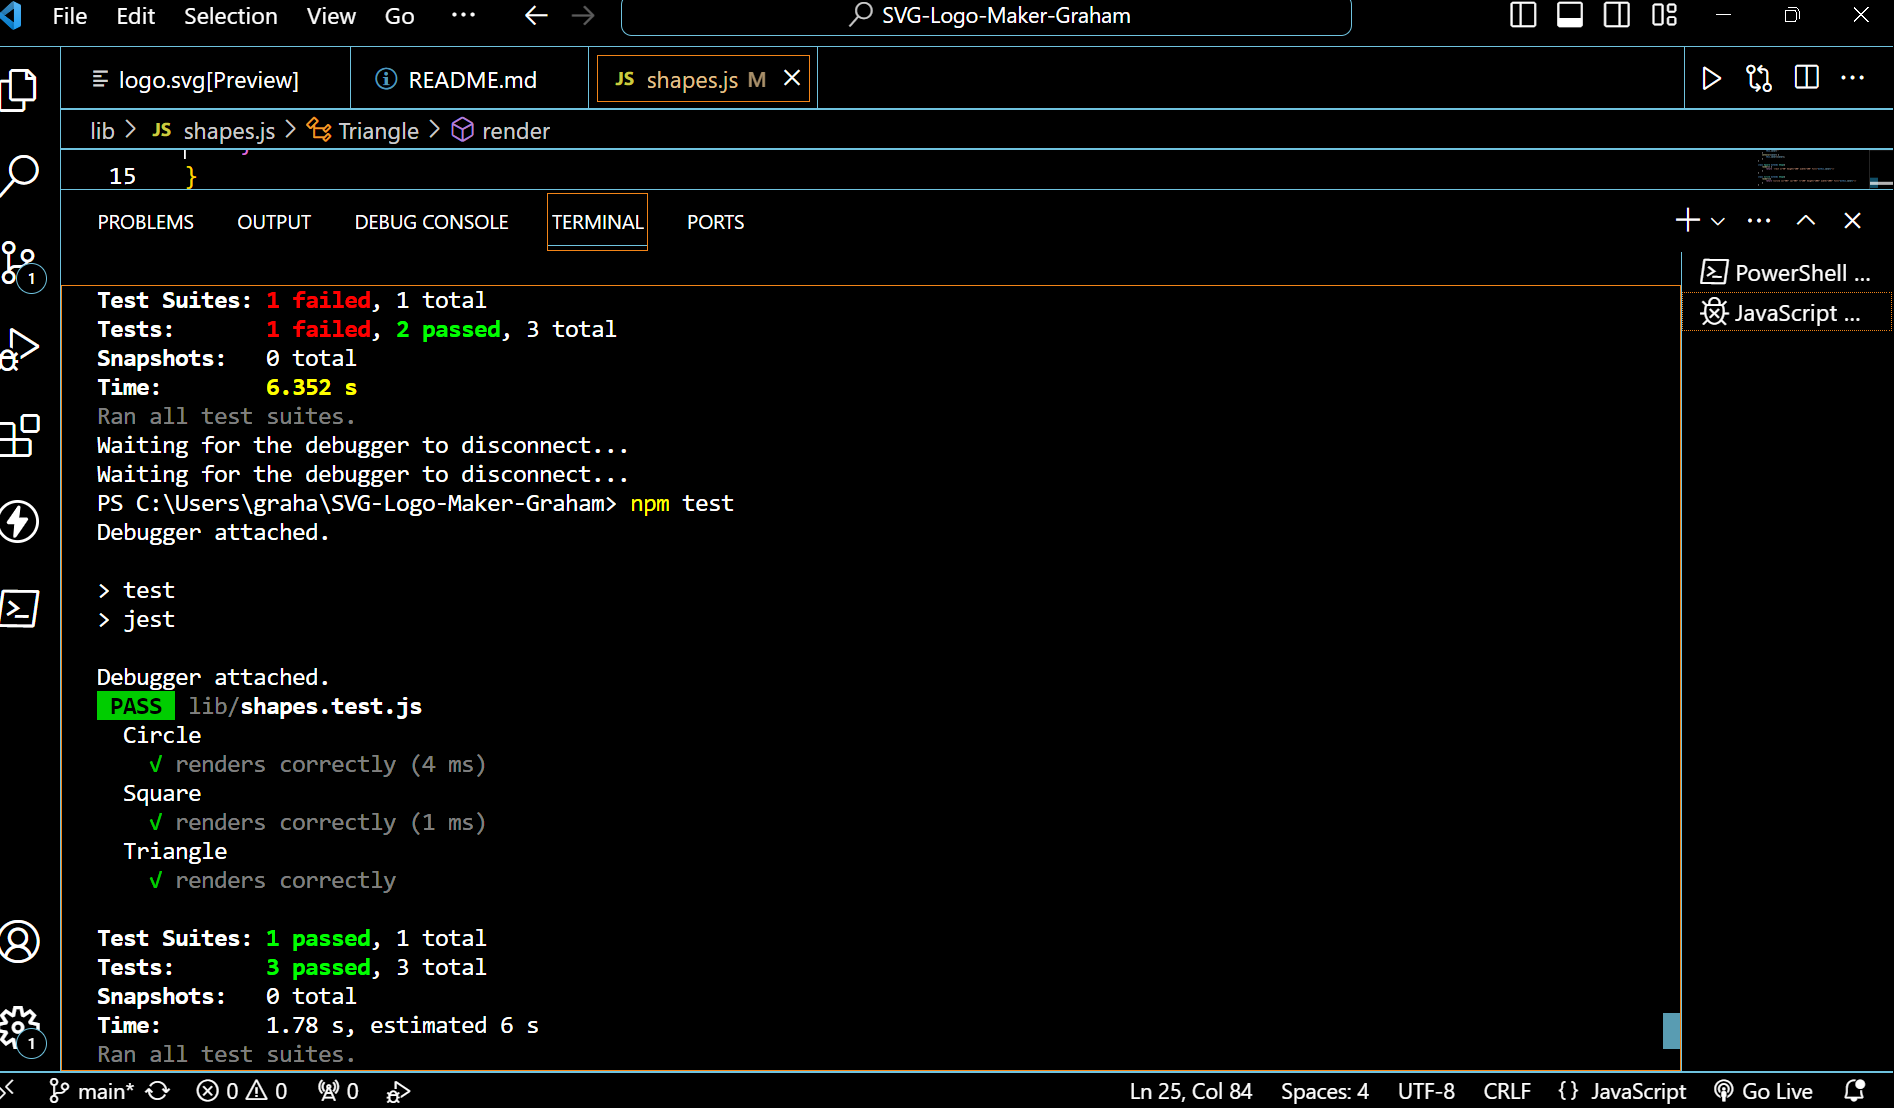 File Edit Selection View Go ··· SVG-Logo-Maker-Graham
logo.svg[Preview] README.md JS shapes.js M
lib > JS shapes.js > Triangle > render
15 }
PROBLEMS OUTPUT DEBUG CONSOLE TERMINAL PORTS
PowerShell ...
JavaScript ...
Test Suites: 1 failed, 1 total
Tests: 1 failed, 2 passed, 3 total
Snapshots: 0 total
Time: 6.352 s
Ran all test suites.
Waiting for the debugger to disconnect...
Waiting for the debugger to disconnect...
PS C:\Users\graha\SVG-Logo-Maker-Graham> npm test
Debugger attached.
> test
> jest
Debugger attached.
PASS lib/shapes.test.js
Circle
√ renders correctly (4 ms)
Square
√ renders correctly (1 ms)
Triangle
√ renders correctly
Test Suites: 1 passed, 1 total
Tests: 3 passed, 3 total
Snapshots: 0 total
Time: 1.78 s, estimated 6 s
Ran all test suites.
1
1
main* 0 0 0 Ln 25, Col 84 Spaces: 4 UTF-8 CRLF {} JavaScript Go Live